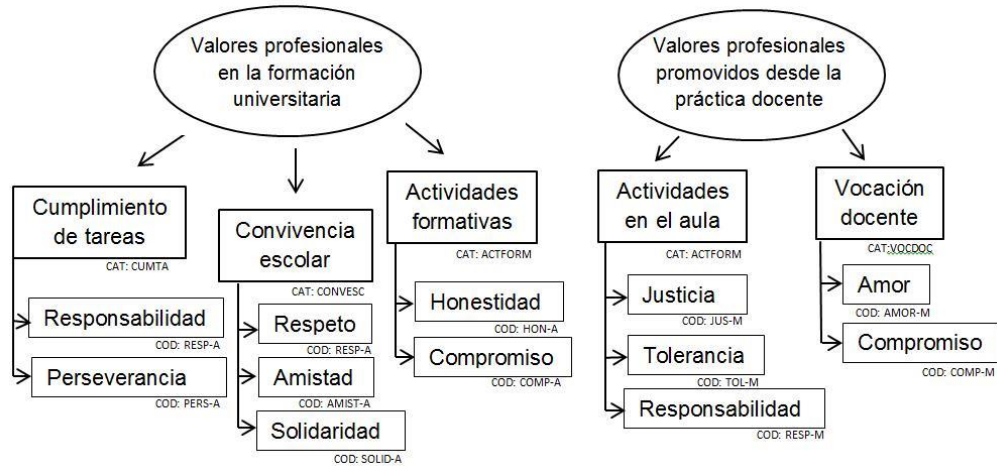 Valores profesionales
en la formación
universitaria
Cumplimiento
de tareas
CAT: CUMTA
Responsabilidad
COD: RESP-A
Perseverancia
COD: PERS-A
Convivencia
escolar
CAT: CONVESC
Respeto
COD: RESP-A
Amistad
COD: AMIST-A
Solidaridad
COD: SOLID-A
Actividades
formativas
CAT: ACTFORM
Honestidad
COD: HON-A
Compromiso
COD: COMP-A
Valores profesionales
promovidos desde la
práctica docente
Actividades
en el aula
CAT: ACTFORM
Justicia
COD: JUS-M
Tolerancia
COD: TOL-M
Responsabilidad
COD: RESP-M
Vocación
docente
CAT:VOCDOC
Amor
COD: AMOR-M
Compromiso
COD: COMP-M